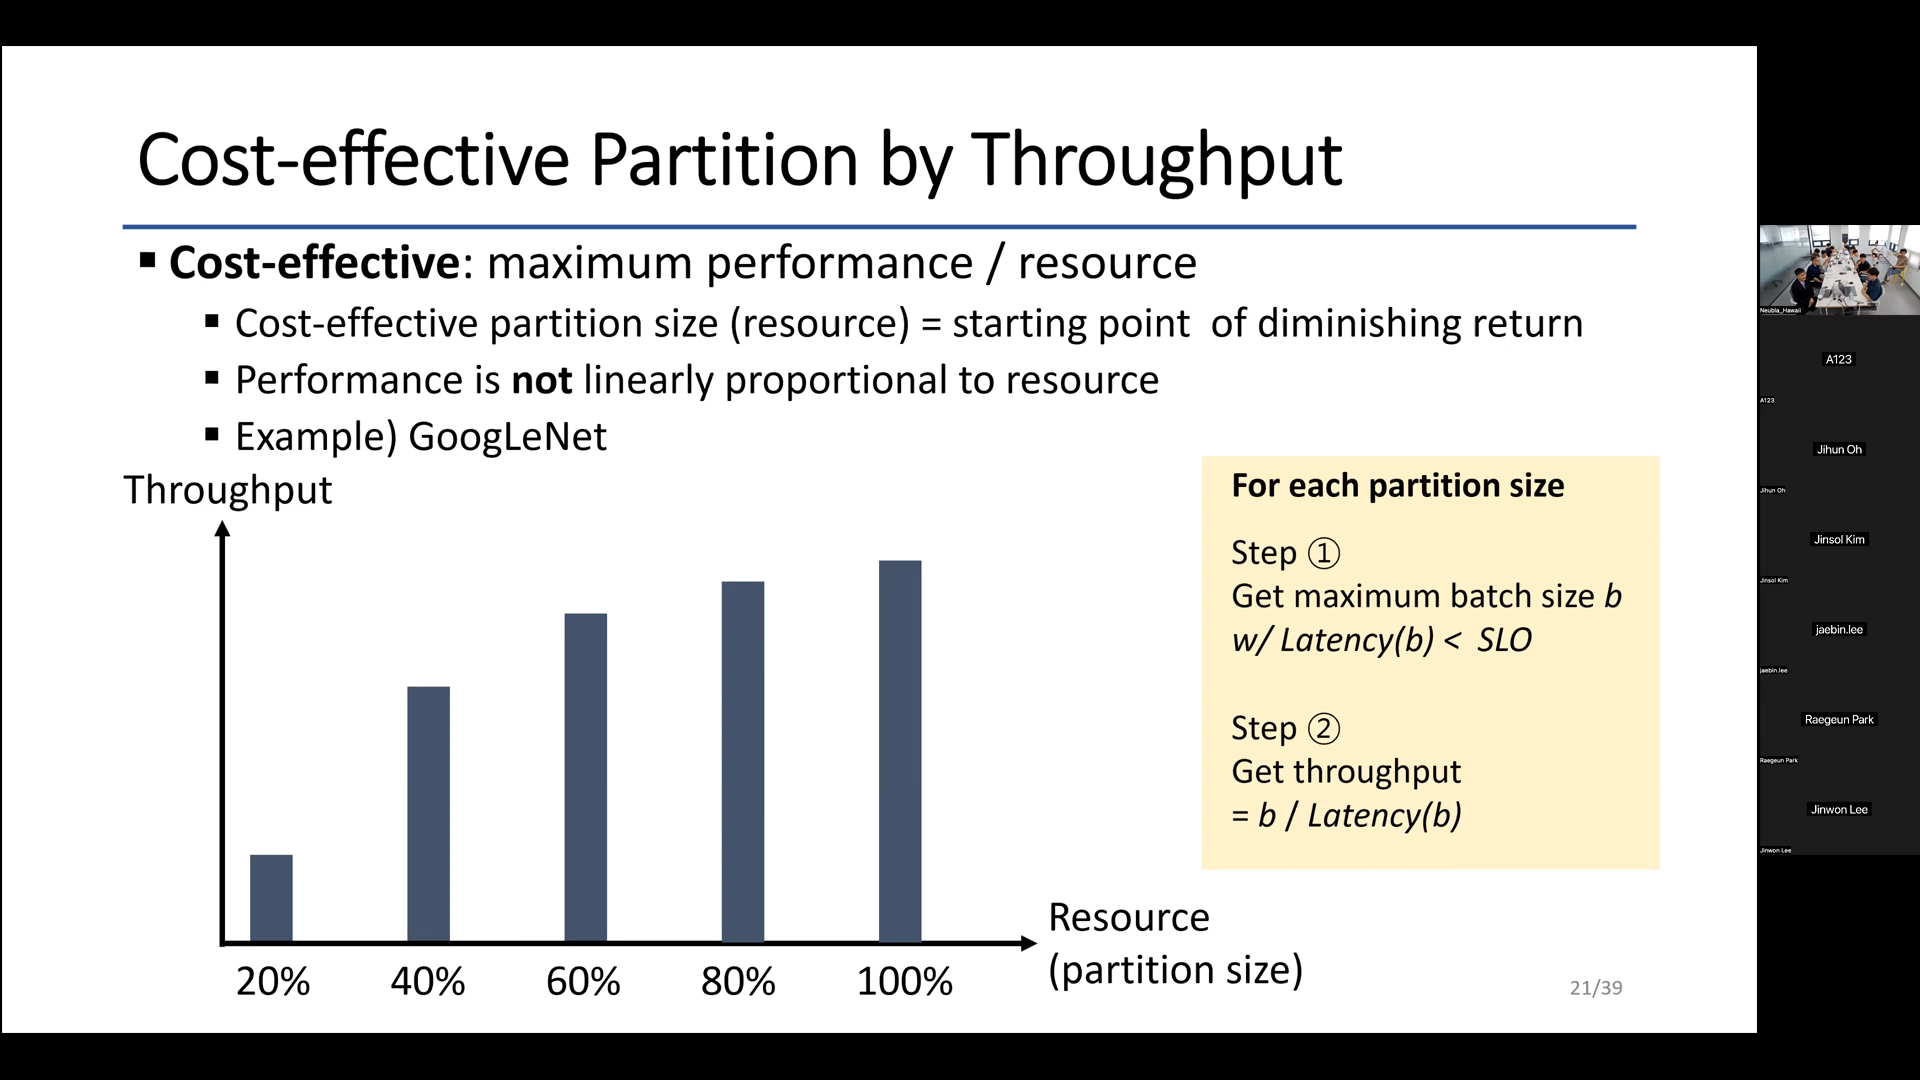 Cost-effective Partition by Throughput
▪ Cost-effective: maximum performance / resource
▪ Cost-effective partition size (resource) = starting point of diminishing return
▪ Performance is not linearly proportional to resource
▪ Example) GoogLeNet
Throughput
20% 40% 60% 80% 100%
Resource
(partition size)
For each partition size
Step ①
Get maximum batch size b
w/ Latency(b) < SLO
Step ②
Get throughput
= b / Latency(b)
21/39
Neubla_Hawaii
A123
A123
Jihun Oh
Jihun Oh
Jinsol Kim
Jinsol Kim
jaebin.lee
jaebin.lee
Raegeun Park
Raegeun Park
Jinwon Lee
Jinwon Lee